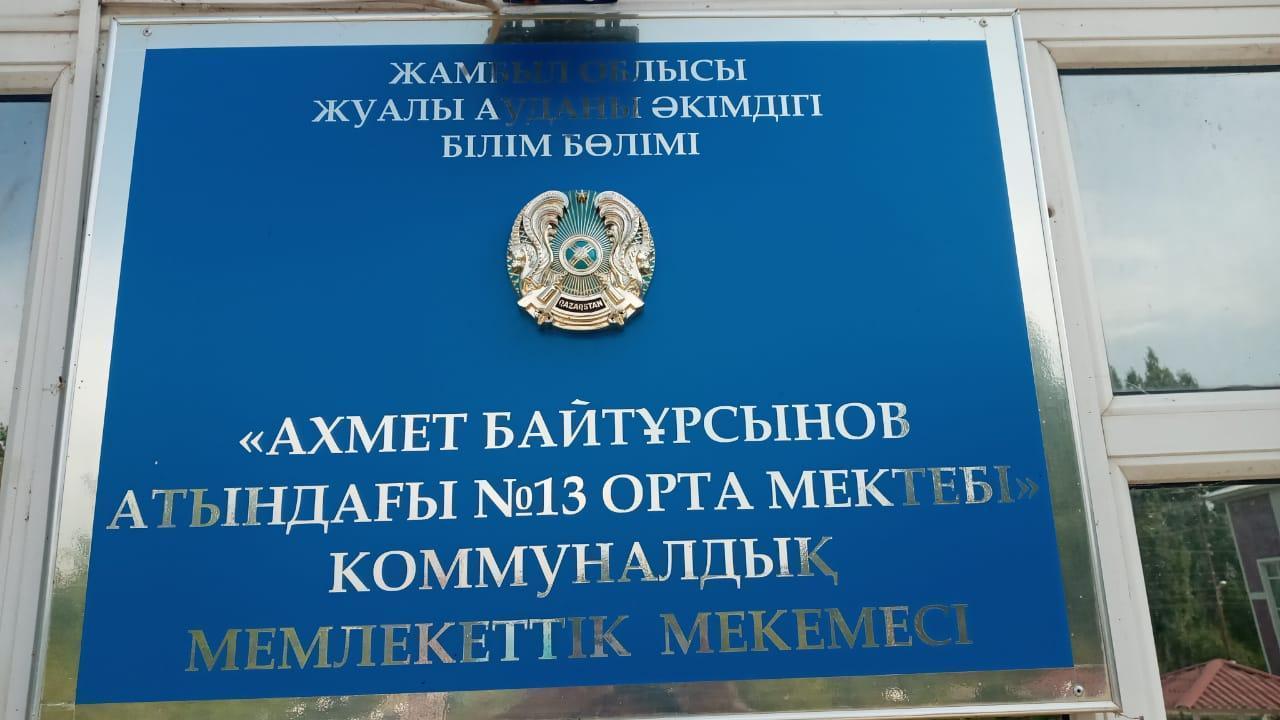 ЖАМБЫЛ ОБЛЫСЫ
ЖУАЛЫ АУДАНЫ ӘКІМДІГІ
БІЛІМ БӨЛІМІ
QAZAQSTAN
«АХМЕТ БАЙТҰРСЫНОВ
АТЫНДАҒЫ №13 ОРТА МЕКТЕБІ»
КОММУНАЛДЫҚ
МЕМЛЕКЕТТІК МЕКЕМЕСІ